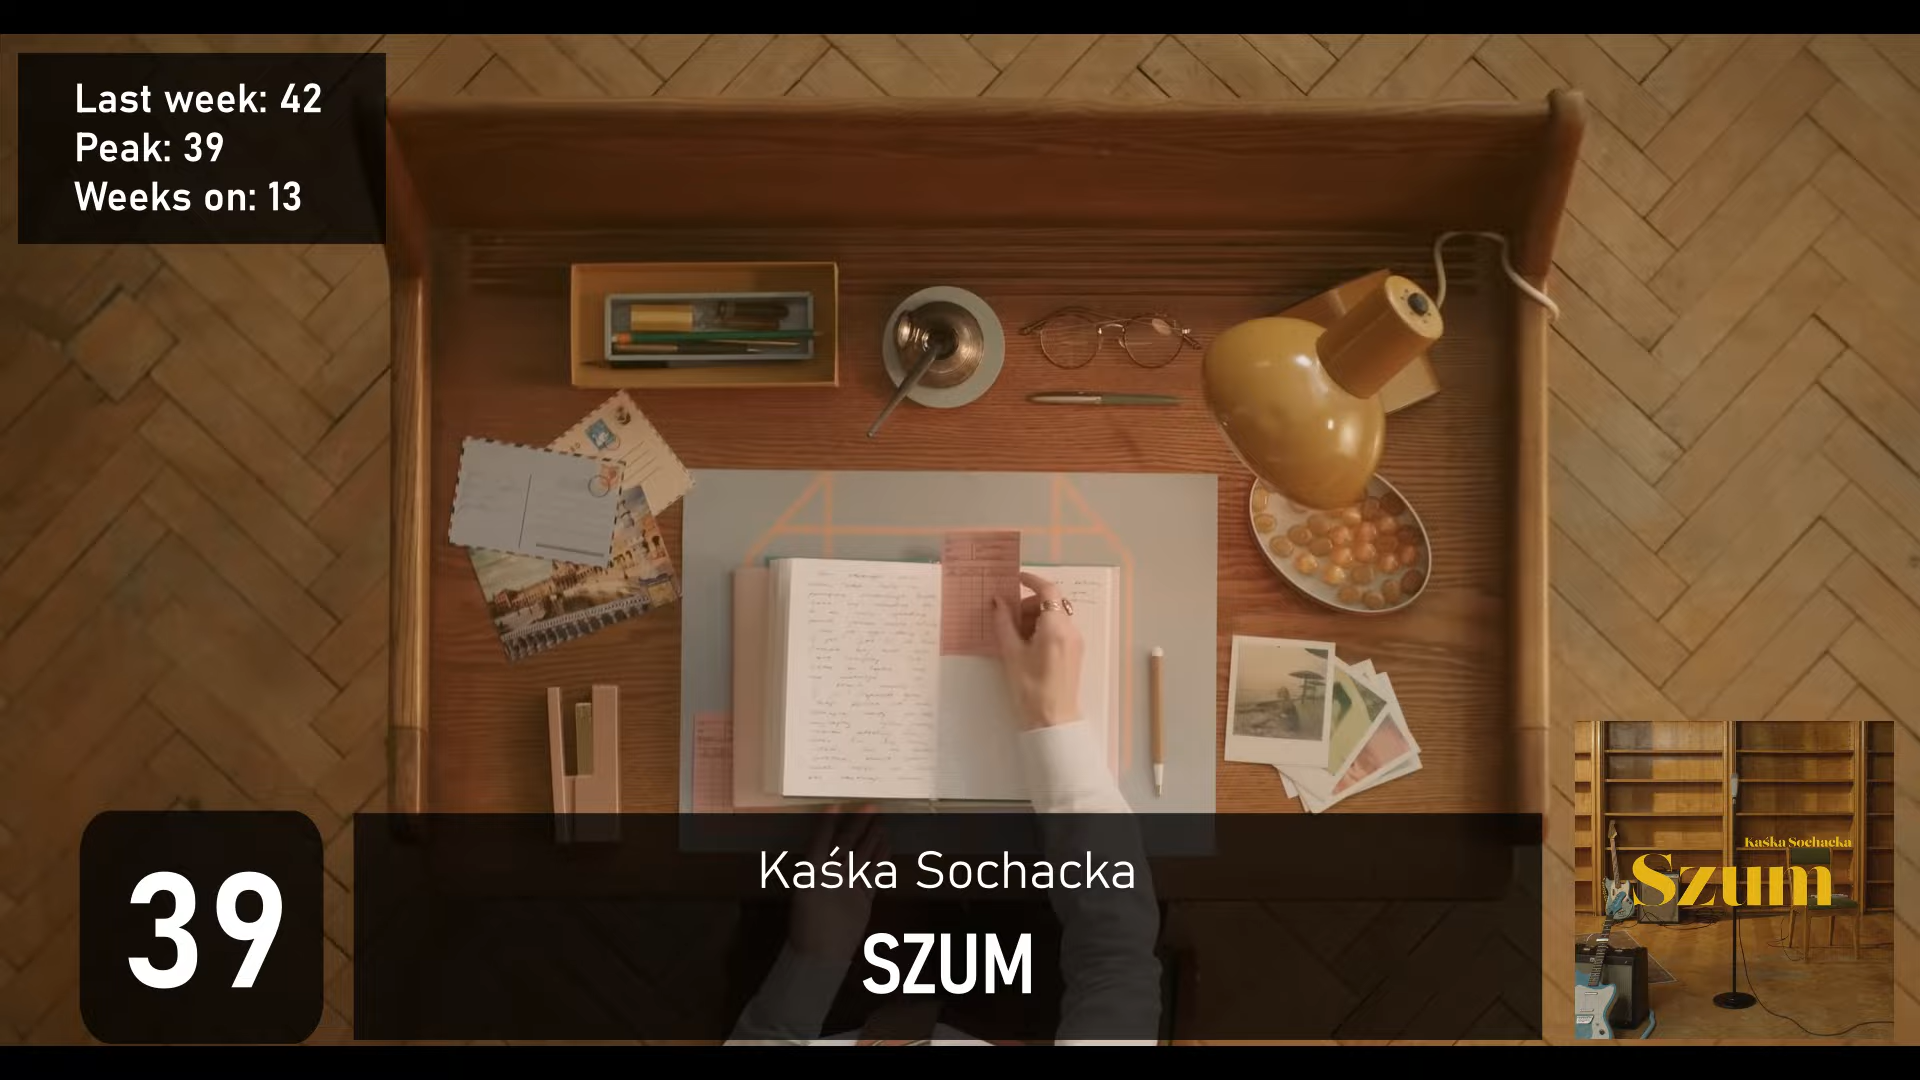 Last week: 42
Peak: 39
Weeks on: 13
39
Kaśka Sochacka
SZUM
Kaśka Sochacka
Szum